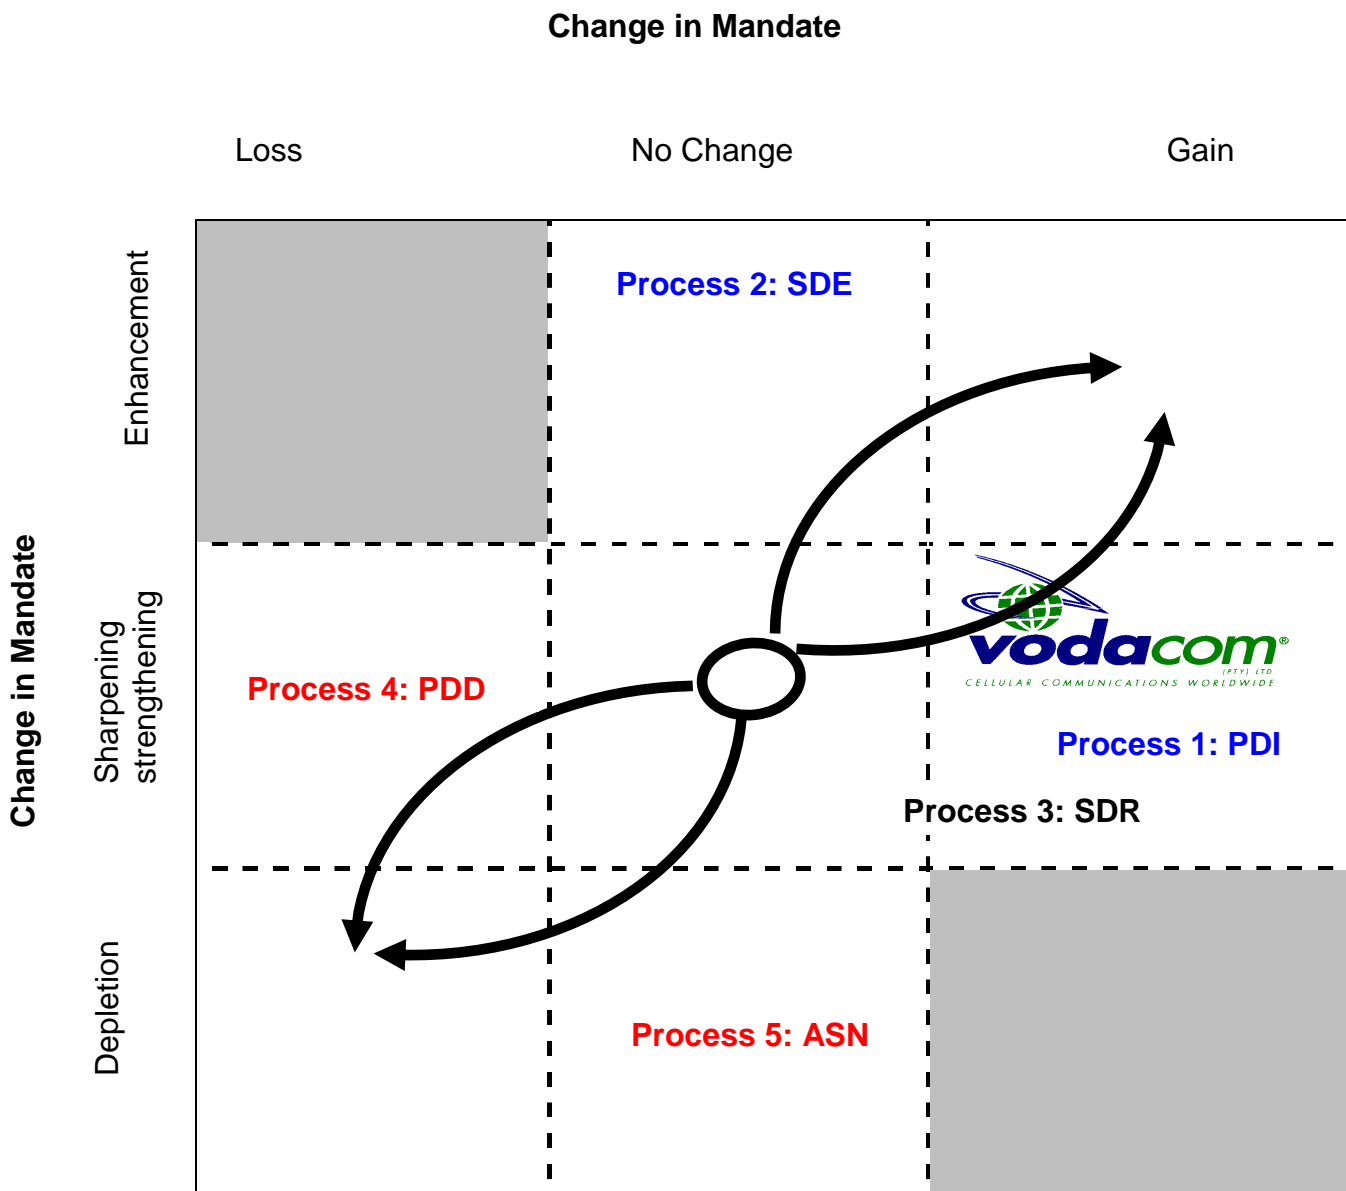 Change in Mandate
Loss
No Change
Gain
Enhancement
Process 2: SDE
Change in Mandate
Sharpening
strengthening
Process 4: PDD
vodacom®
(PTY) LTD
CELLULAR COMMUNICATIONS WORLDWIDE
Process 1: PDI
Process 3: SDR
Depletion
Process 5: ASN